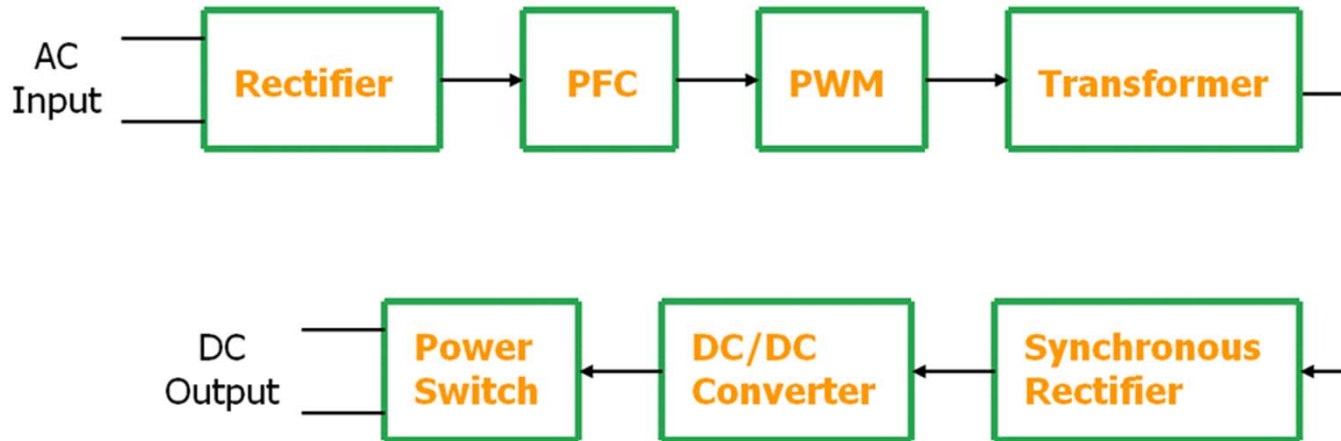 AC
Input
Rectifier
PFC
PWM
Transformer
DC
Output
Power
Switch
DC/DC
Converter
Synchronous
Rectifier